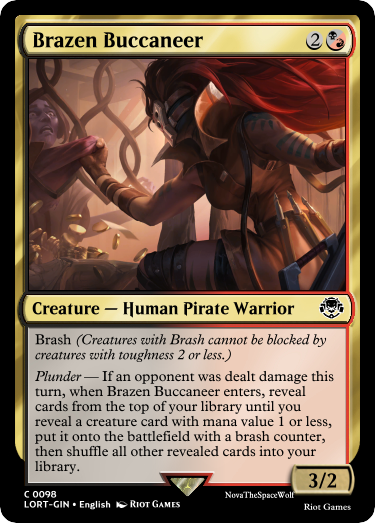 Brazen Buccaneer 2
Creature — Human Pirate Warrior
Brash (Creatures with Brash cannot be blocked by
creatures with toughness 2 or less.)
Plunder — If an opponent was dealt damage this
turn, when Brazen Buccaneer enters, reveal
cards from the top of your library until you
reveal a creature card with mana value 1 or less,
put it onto the battlefield with a brash counter,
then shuffle all other revealed cards into your
library.
3/2
C 0098
LORT-GIN • English Riot Games
NovaTheSpaceWolf
Riot Games